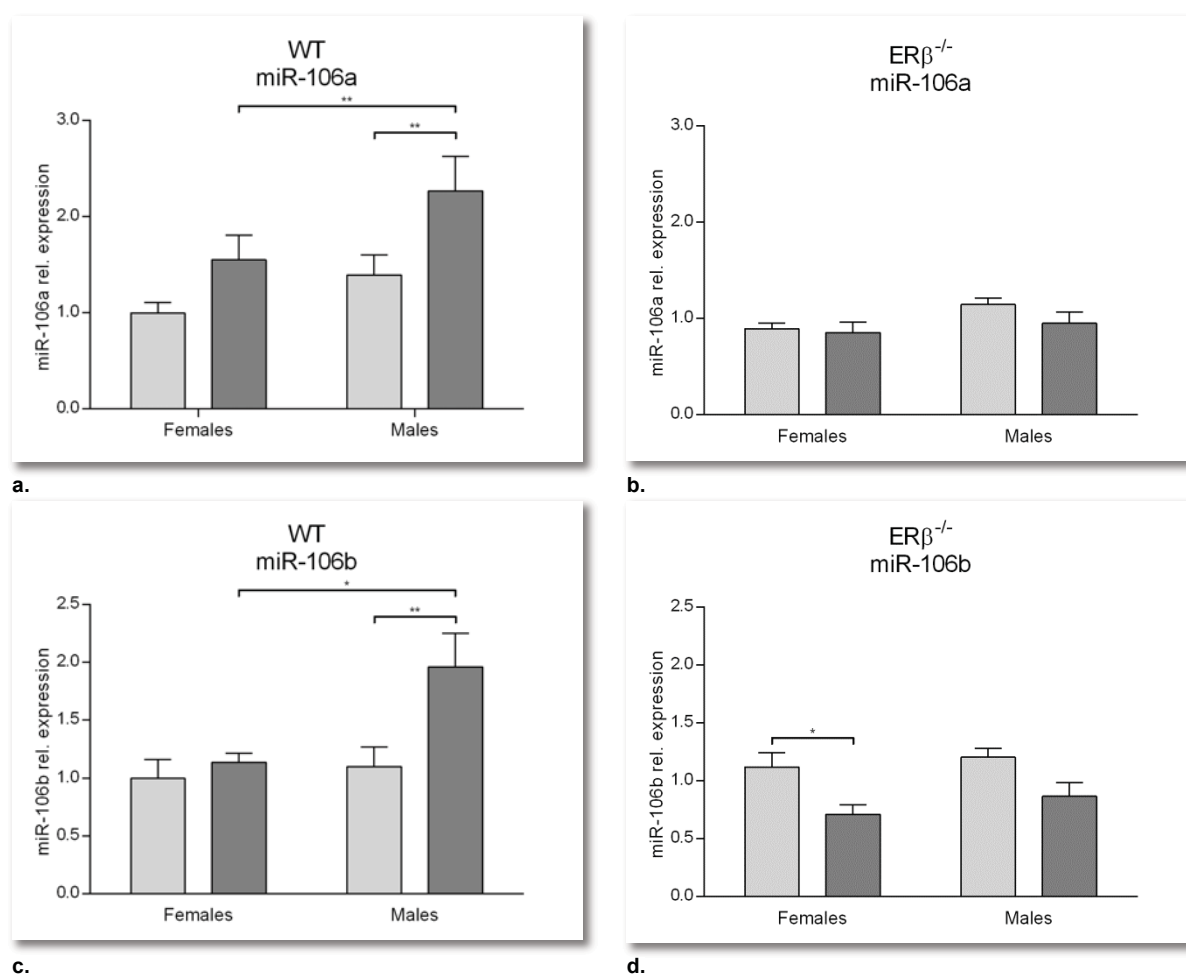 WT
miR-106a
**
**
miR-106a rel. expression
3.0
2.0
1.0
0.0
Females
Males
a.
ERβ-/-
miR-106a
miR-106a rel. expression
3.0
2.0
1.0
0.0
Females
Males
b.
WT
miR-106b
*
**
miR-106b rel. expression
2.5
2.0
1.5
1.0
0.5
0.0
Females
Males
c.
ERβ-/-
miR-106b
*
miR-106b rel. expression
2.5
2.0
1.5
1.0
0.5
0.0
Females
Males
d.